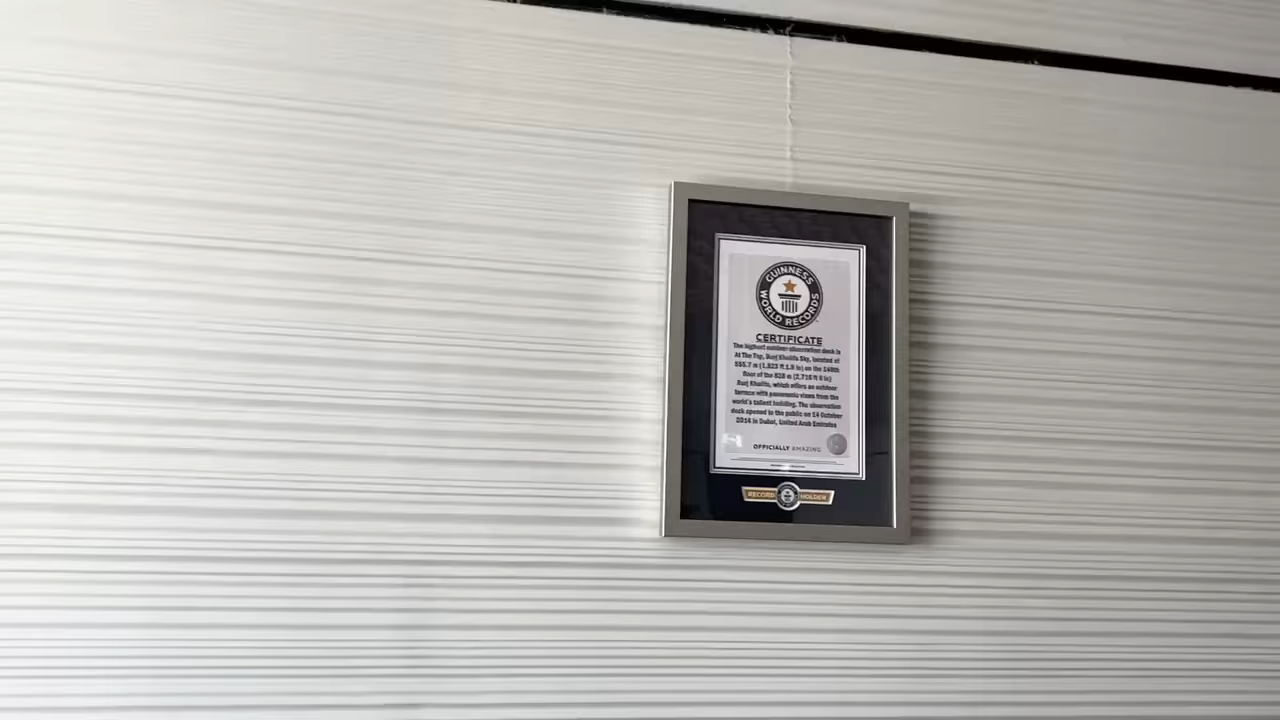 GUINNESS
WORLD RECORDS
CERTIFICATE
The highest outdoor observation deck is
At The Top, Burj Khalifa Sky, located at
555.7 m (1,823 ft 1.9 in) on the 148th
floor of the 828 m (2,716 ft 6 in)
Burj Khalifa, which offers an outdoor
terrace with panoramic views from the
world's tallest building. The observation
deck opened to the public on 14 October
2014 in Dubai, United Arab Emirates
OFFICIALLY AMAZING
RECORD HOLDER